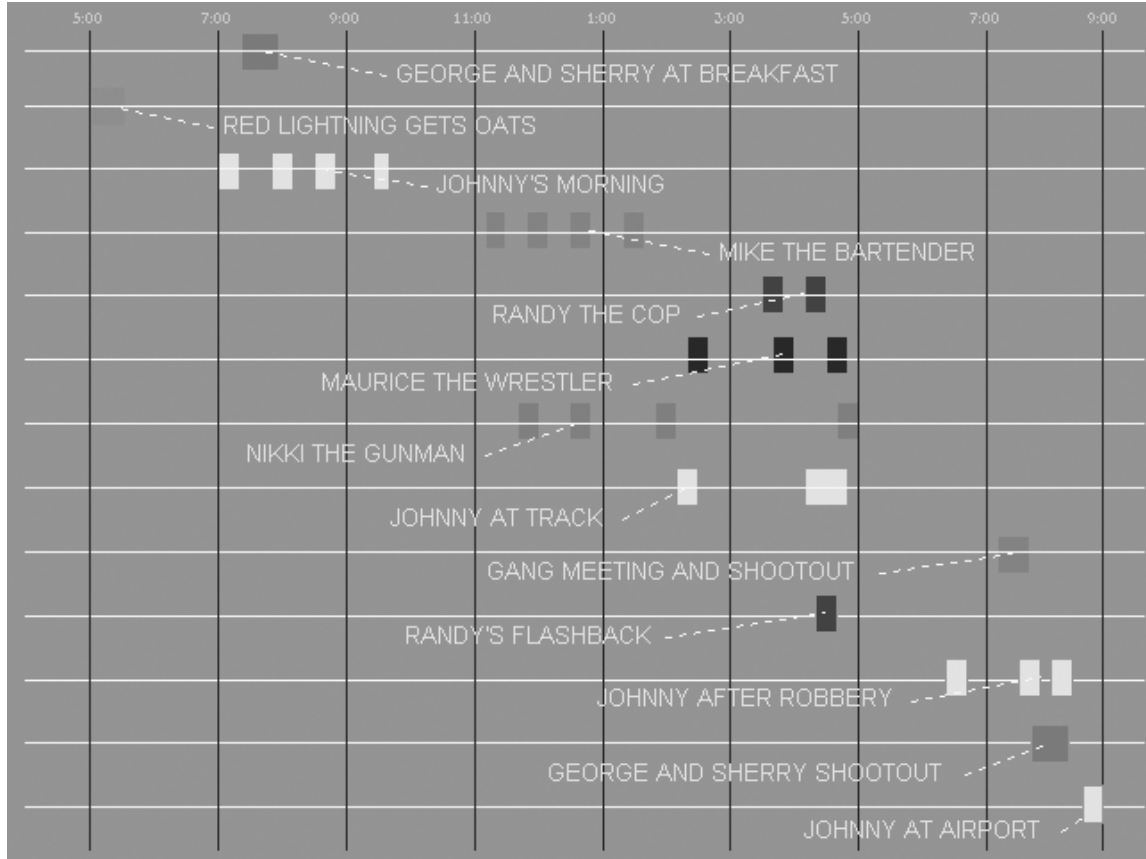 5:00 7:00 9:00 11:00 1:00 3:00 5:00 7:00 9:00
GEORGE AND SHERRY AT BREAKFAST
RED LIGHTNING GETS OATS
JOHNNY'S MORNING
MIKE THE BARTENDER
RANDY THE COP
MAURICE THE WRESTLER
NIKKI THE GUNMAN
JOHNNY AT TRACK
GANG MEETING AND SHOOTOUT
RANDY'S FLASHBACK
JOHNNY AFTER ROBBERY
GEORGE AND SHERRY SHOOTOUT
JOHNNY AT AIRPORT